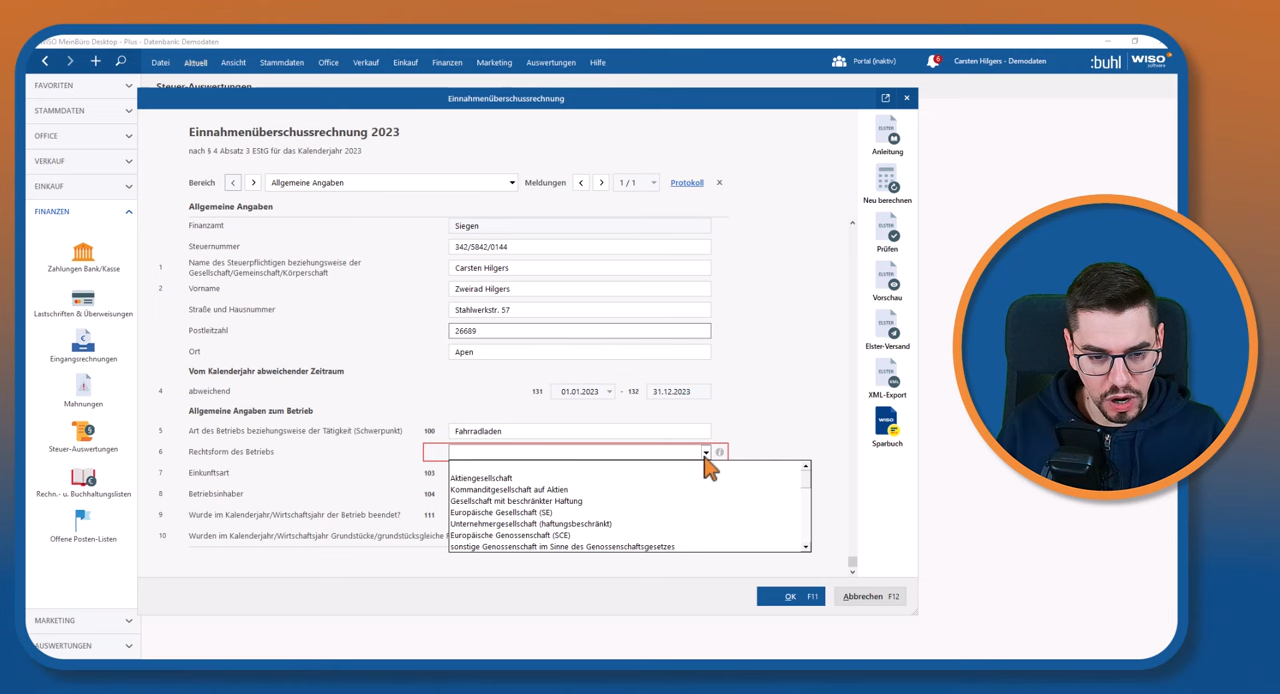 WISO MeinBüro Desktop - Plus - Datenbank: Demodaten
Datei Aktuell Ansicht Stammdaten Office Verkauf Einkauf Finanzen Marketing Auswertungen Hilfe
Portal (inaktiv) 6 Carsten Hilgers - Demodaten :buhl WISO software
FAVORITEN
STAMMDATEN
OFFICE
VERKAUF
EINKAUF
FINANZEN
Zahlungen Bank/Kasse
Lastschriften & Überweisungen
Eingangsrechnungen
Mahnungen
Steuer-Auswertungen
Rechn.- u. Buchhaltungslisten
Offene Posten-Listen
MARKETING
AUSWERTUNGEN
Steuer-Auswertungen
Einnahmenüberschussrechnung
Einnahmenüberschussrechnung 2023
nach § 4 Absatz 3 EStG für das Kalenderjahr 2023
Bereich Allgemeine Angaben Meldungen 1 / 1 Protokoll
Allgemeine Angaben
Finanzamt Siegen
Steuernummer 342/5842/0144
1 Name des Steuerpflichtigen beziehungsweise der
Gesellschaft/Gemeinschaft/Körperschaft Carsten Hilgers
2 Vorname Zweirad Hilgers
Straße und Hausnummer Stahlwerkstr. 57
Postleitzahl 26689
Ort Apen
Vom Kalenderjahr abweichender Zeitraum
4 abweichend 131 01.01.2023 - 132 31.12.2023
Allgemeine Angaben zum Betrieb
5 Art des Betriebs beziehungsweise der Tätigkeit (Schwerpunkt) 100 Fahrradladen
6 Rechtsform des Betriebs
7 Einkunftsart 103
8 Betriebsinhaber 104
9 Wurde im Kalenderjahr/Wirtschaftsjahr der Betrieb beendet? 111
10 Wurden im Kalenderjahr/Wirtschaftsjahr Grundstücke/grundstücksgleiche
Aktiengesellschaft
Kommanditgesellschaft auf Aktien
Gesellschaft mit beschränkter Haftung
Europäische Gesellschaft (SE)
Unternehmergesellschaft (haftungsbeschränkt)
Europäische Genossenschaft (SCE)
sonstige Genossenschaft im Sinne des Genossenschaftsgesetzes
OK F11 Abbrechen F12
ELSTER
Anleitung
Neu berechnen
ELSTER
Prüfen
ELSTER
Vorschau
ELSTER
Elster-Versand
ELSTER
XML
XML-Export
WISO
Sparbuch